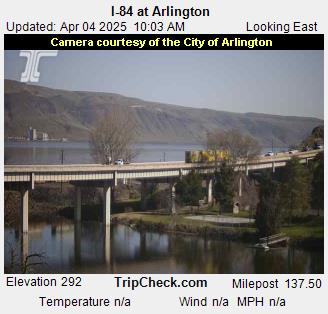 I-84 at Arlington
Updated: Apr 04 2025 10:03 AM Looking East
Camera courtesy of the City of Arlington
Elevation 292 TripCheck.com Milepost 137.50
Temperature n/a Wind n/a MPH n/a